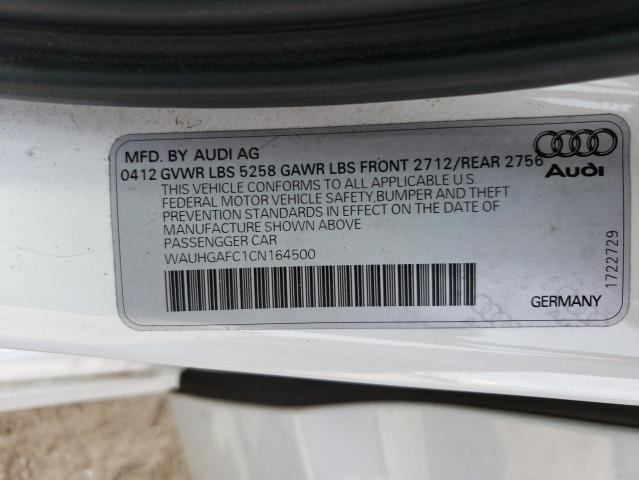 MFD. BY AUDI AG
0412 GVWR LBS 5258 GAWR LBS FRONT 2712/REAR 2756
Audi
THIS VEHICLE CONFORMS TO ALL APPLICABLE U.S
FEDERAL MOTOR VEHICLE SAFETY,BUMPER AND THEFT
PREVENTION STANDARDS IN EFFECT ON THE DATE OF
MANUFACTURE SHOWN ABOVE
PASSENGGER CAR
WAUHGAFC1CN164500
1722729
GERMANY